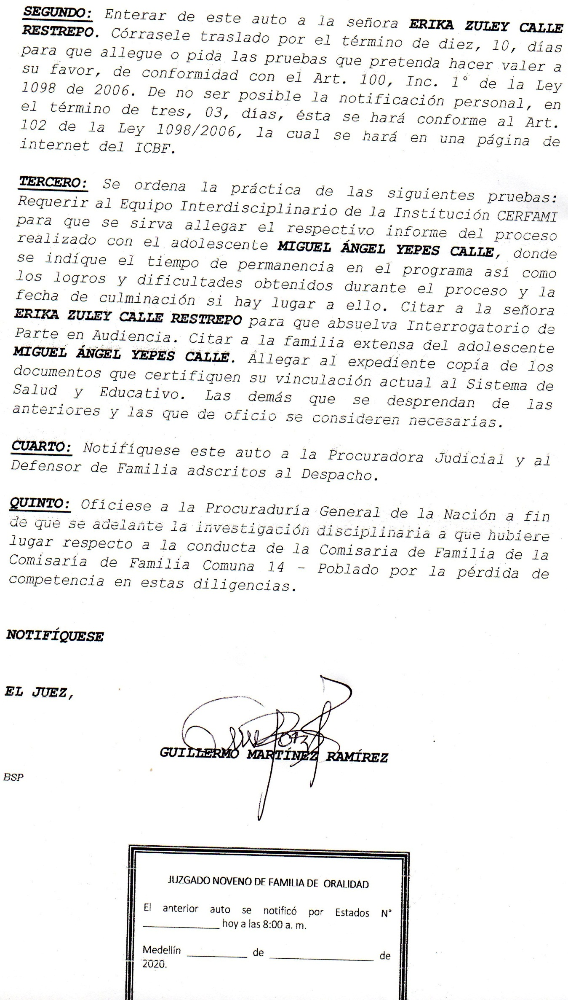 SEGUNDO: Enterar de este auto a la señora ERIKA ZULEY CALLE
RESTREPO. Córrasele traslado por el término de diez, 10, días
para que allegue o pida las pruebas que pretenda hacer valer a
su favor, de conformidad con el Art. 100, Inc. 1° de la Ley
1098 de 2006. De no ser posible la notificación personal, en
el término de tres, 03, días, ésta se hará conforme al Art.
102 de la Ley 1098/2006, la cual se hará en una página de
internet del ICBF.
TERCERO: Se ordena la práctica de las siguientes pruebas:
Requerir al Equipo Interdisciplinario de la Institución CERFAMI
para que se sirva allegar el respectivo informe del proceso
realizado con el adolescente MIGUEL ÁNGEL YEPES CALLE, donde
se indique el tiempo de permanencia en el programa así como
los logros y dificultades obtenidos durante el proceso y la
fecha de culminación si hay lugar a ello. Citar a la señora
ERIKA ZULEY CALLE RESTREPO para que absuelva Interrogatorio de
Parte en Audiencia. Citar a la familia extensa del adolescente
MIGUEL ÁNGEL YEPES CALLE. Allegar al expediente copia de los
documentos que certifiquen su vinculación actual al Sistema de
Salud y Educativo. Las demás que se desprendan de las
anteriores y las que de oficio se consideren necesarias.
CUARTO: Notifíquese este auto a la Procuradora Judicial y al
Defensor de Familia adscritos al Despacho.
QUINTO: Ofíciese a la Procuraduría General de la Nación a fin
de que se adelante la investigación disciplinaria a que hubiere
lugar respecto a la conducta de la Comisaria de Familia de la
Comisaría de Familia Comuna 14 - Poblado por la pérdida de
competencia en estas diligencias.
NOTIFÍQUESE
EL JUEZ,
GUILLERMO MARTÍNEZ RAMÍREZ
BSP
JUZGADO NOVENO DE FAMILIA DE ORALIDAD
El anterior auto se notificó por Estados N°
____________ hoy a las 8:00 a. m.
Medellín __________ de _________________ de
2020.